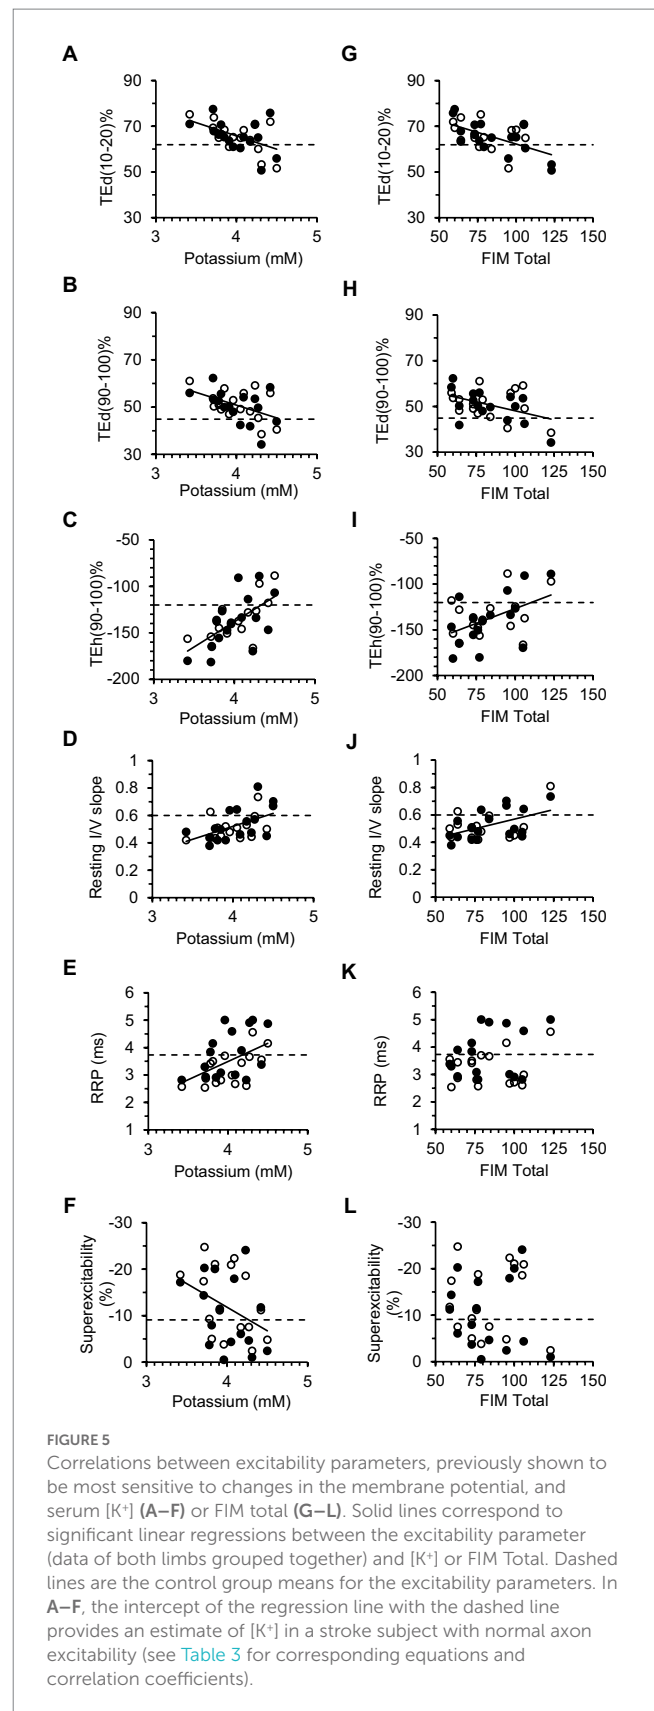 A
G
90
70
50
30
TEd(10-20)%
3
4
5
Potassium (mM)
90
70
50
30
TEd(10-20)%
50
75
100
125
150
FIM Total
B
H
90
70
50
30
TEd(90-100)%
3
4
5
Potassium (mM)
90
70
50
30
TEd(90-100)%
50
75
100
125
150
FIM Total
C
I
-50
-100
-150
-200
TEh(90-100)%
3
4
5
Potassium (mM)
-50
-100
-150
-200
TEh(90-100)%
50
75
100
125
150
FIM Total
D
J
1
0.8
0.6
0.4
0.2
0
Resting I/V slope
3
4
5
Potassium (mM)
1
0.8
0.6
0.4
0.2
0
Resting I/V slope
50
75
100
125
150
FIM Total
E
K
6
5
4
3
2
1
RRP (ms)
3
4
5
Potassium (mM)
6
5
4
3
2
1
RRP (ms)
50
75
100
125
150
FIM Total
F
L
-30
-20
-10
0
Superexcitability
(%)
3
4
5
Potassium (mM)
-30
-20
-10
0
Superexcitability
(%)
50
75
100
125
150
FIM Total
FIGURE 5
Correlations between excitability parameters, previously shown to
be most sensitive to changes in the membrane potential, and
serum [K⁺] (A–F) or FIM total (G–L). Solid lines correspond to
significant linear regressions between the excitability parameter
(data of both limbs grouped together) and [K⁺] or FIM Total. Dashed
lines are the control group means for the excitability parameters. In
A–F, the intercept of the regression line with the dashed line
provides an estimate of [K⁺] in a stroke subject with normal axon
excitability (see Table 3 for corresponding equations and
correlation coefficients).